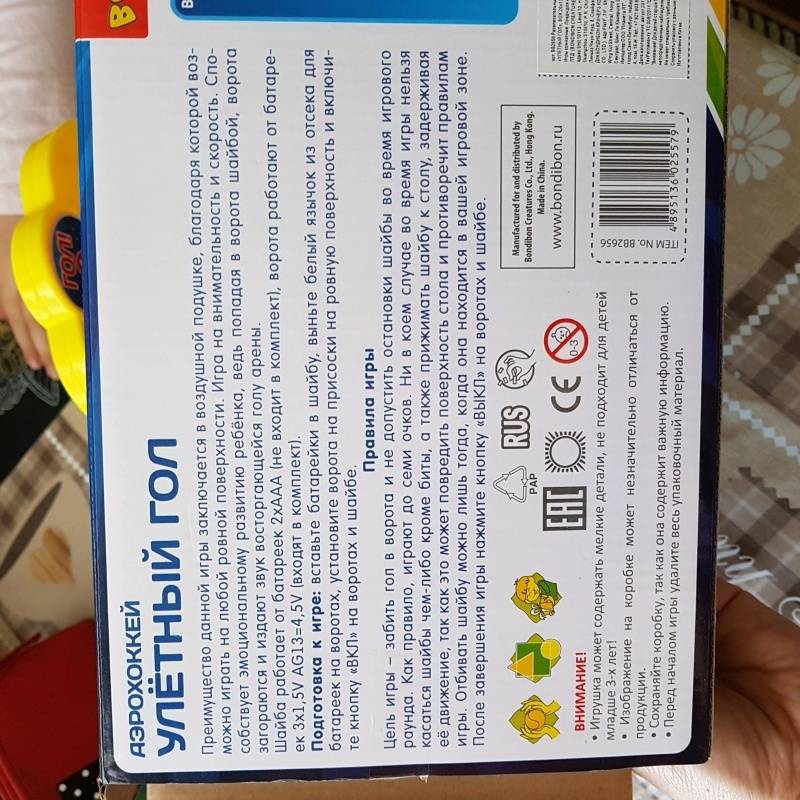 АЭРОХОККЕЙ
УЛЁТНЫЙ ГОЛ
Преимущество данной игры заключается в воздушной подушке, благодаря которой воз-
можно играть на любой ровной поверхности. Игра на внимательность и скорость. Спо-
собствует эмоциональному развитию ребёнка, ведь попадая в ворота шайбой, ворота
загораются и издают звук восторгающейся голу арены.
Шайба работает от батареек 2хААА (не входит в комплект), ворота работают от батаре-
ек 3х1,5V AG13=4,5V (входят в комплект).
Подготовка к игре: вставьте батарейки в шайбу, выньте белый язычок из отсека для
батареек на воротах, установите ворота на присоски на ровную поверхность и включи-
те кнопку «ВКЛ» на воротах и шайбе.
Правила игры
Цель игры – забить гол в ворота и не допустить остановки шайбы во время игрового
раунда. Как правило, играют до семи очков. Ни в коем случае во время игры нельзя
касаться шайбы чем-либо кроме биты, а также прижимать шайбу к столу, задерживая
её движение, так как это может повредить поверхность стола и противоречит правилам
игры. Отбивать шайбу можно лишь тогда, когда она находится в вашей игровой зоне.
После завершения игры нажмите кнопку «ВЫКЛ» на воротах и шайбе.
PAP
RUS
EAC
CE
0-3
ВНИМАНИЕ!
• Игрушка может содержать мелкие детали, не подходит для детей
младше 3-х лет!
• Изображение на коробке может незначительно отличаться от
продукции.
• Сохраняйте коробку, так как она содержит важную информацию.
• Перед началом игры удалите весь упаковочный материал.
Manufactured for and distributed by
Bondibon Creatures Co., Ltd., Hong Kong.
Made in China.
www.bondibon.ru
ITEM No. BB2656
4 895136 025579
ГОЛ!